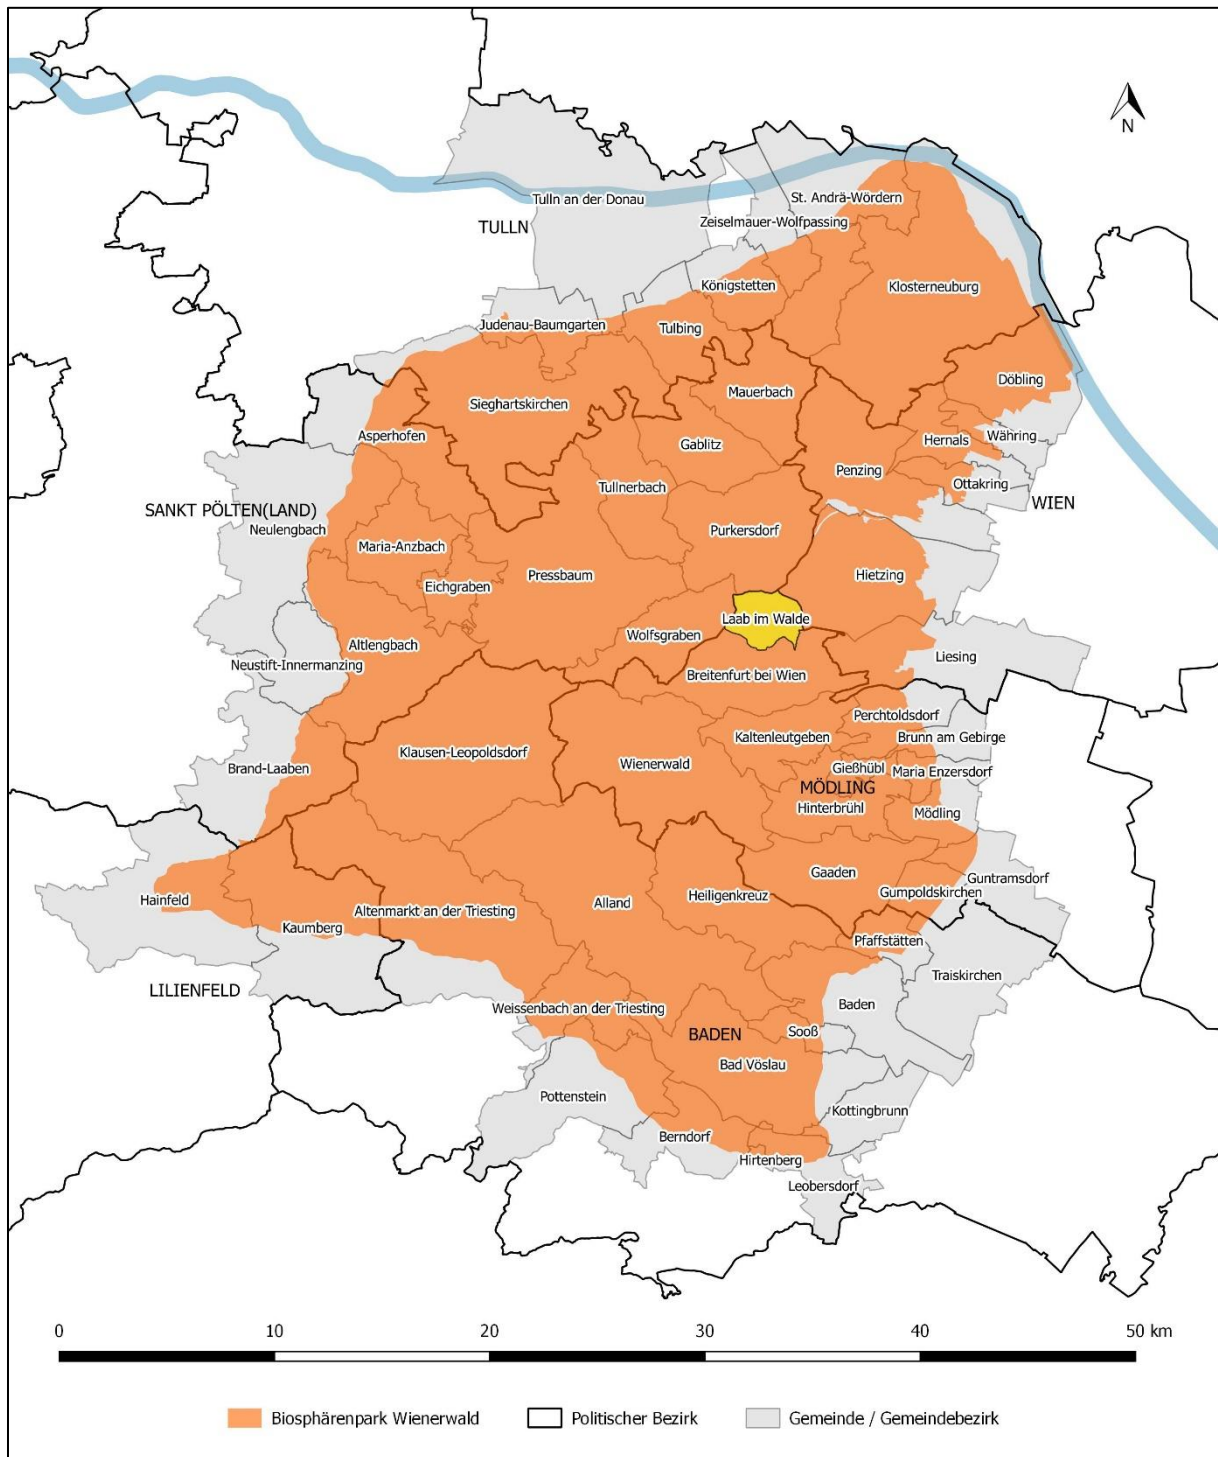 N
Tulln an der Donau
St. Andrä-Wördern
Zeiselmauer-Wolfpassing
TULLN
Königstetten
Klosterneuburg
Judenau-Baumgarten
Tulbing
Döbling
Mauerbach
Sieghartskirchen
Asperhofen
Gablitz
Hernals
Währing
Penzing
Tullnerbach
Ottakring
WIEN
SANKT PÖLTEN(LAND)
Neulengbach
Purkersdorf
Maria-Anzbach
Eichgraben
Pressbaum
Hietzing
Laab im Walde
Wolfsgraben
Altlengbach
Liesing
Neustift-Innermanzing
Breitenfurt bei Wien
Perchtoldsdorf
Kaltenleutgeben
Brunn am Gebirge
Klausen-Leopoldsdorf
Wienerwald
Brand-Laaben
Gießhübl
Maria Enzersdorf
MÖDLING
Hinterbrühl
Mödling
Gaaden
Guntramsdorf
Gumpoldskirchen
Hainfeld
Heiligenkreuz
Alland
Altenmarkt an der Triesting
Kaumberg
Pfaffstätten
Traiskirchen
LILIENFELD
Weissenbach an der Triesting
Baden
BADEN
Sooß
Bad Vöslau
Pottenstein
Kottingbrunn
Berndorf
Hirtenberg
Leobersdorf
0 10 20 30 40 50 km
Biosphärenpark Wienerwald Politischer Bezirk Gemeinde / Gemeindebezirk